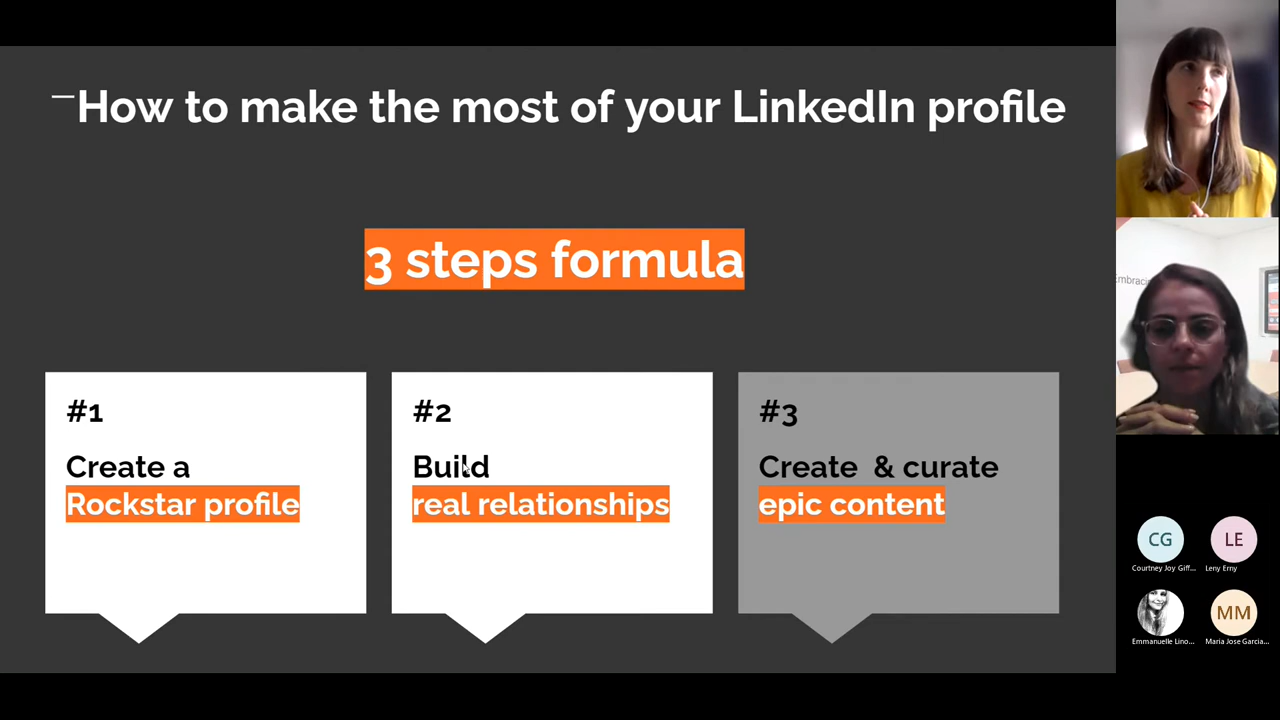 How to make the most of your LinkedIn profile
3 steps formula
#1
Create a
Rockstar profile
#2
Build
real relationships
#3
Create & curate
epic content
CG
Courtney Joy Giff...
LE
Leny Erny
Emmanuelle Lino...
MM
Maria Jose Garcia...